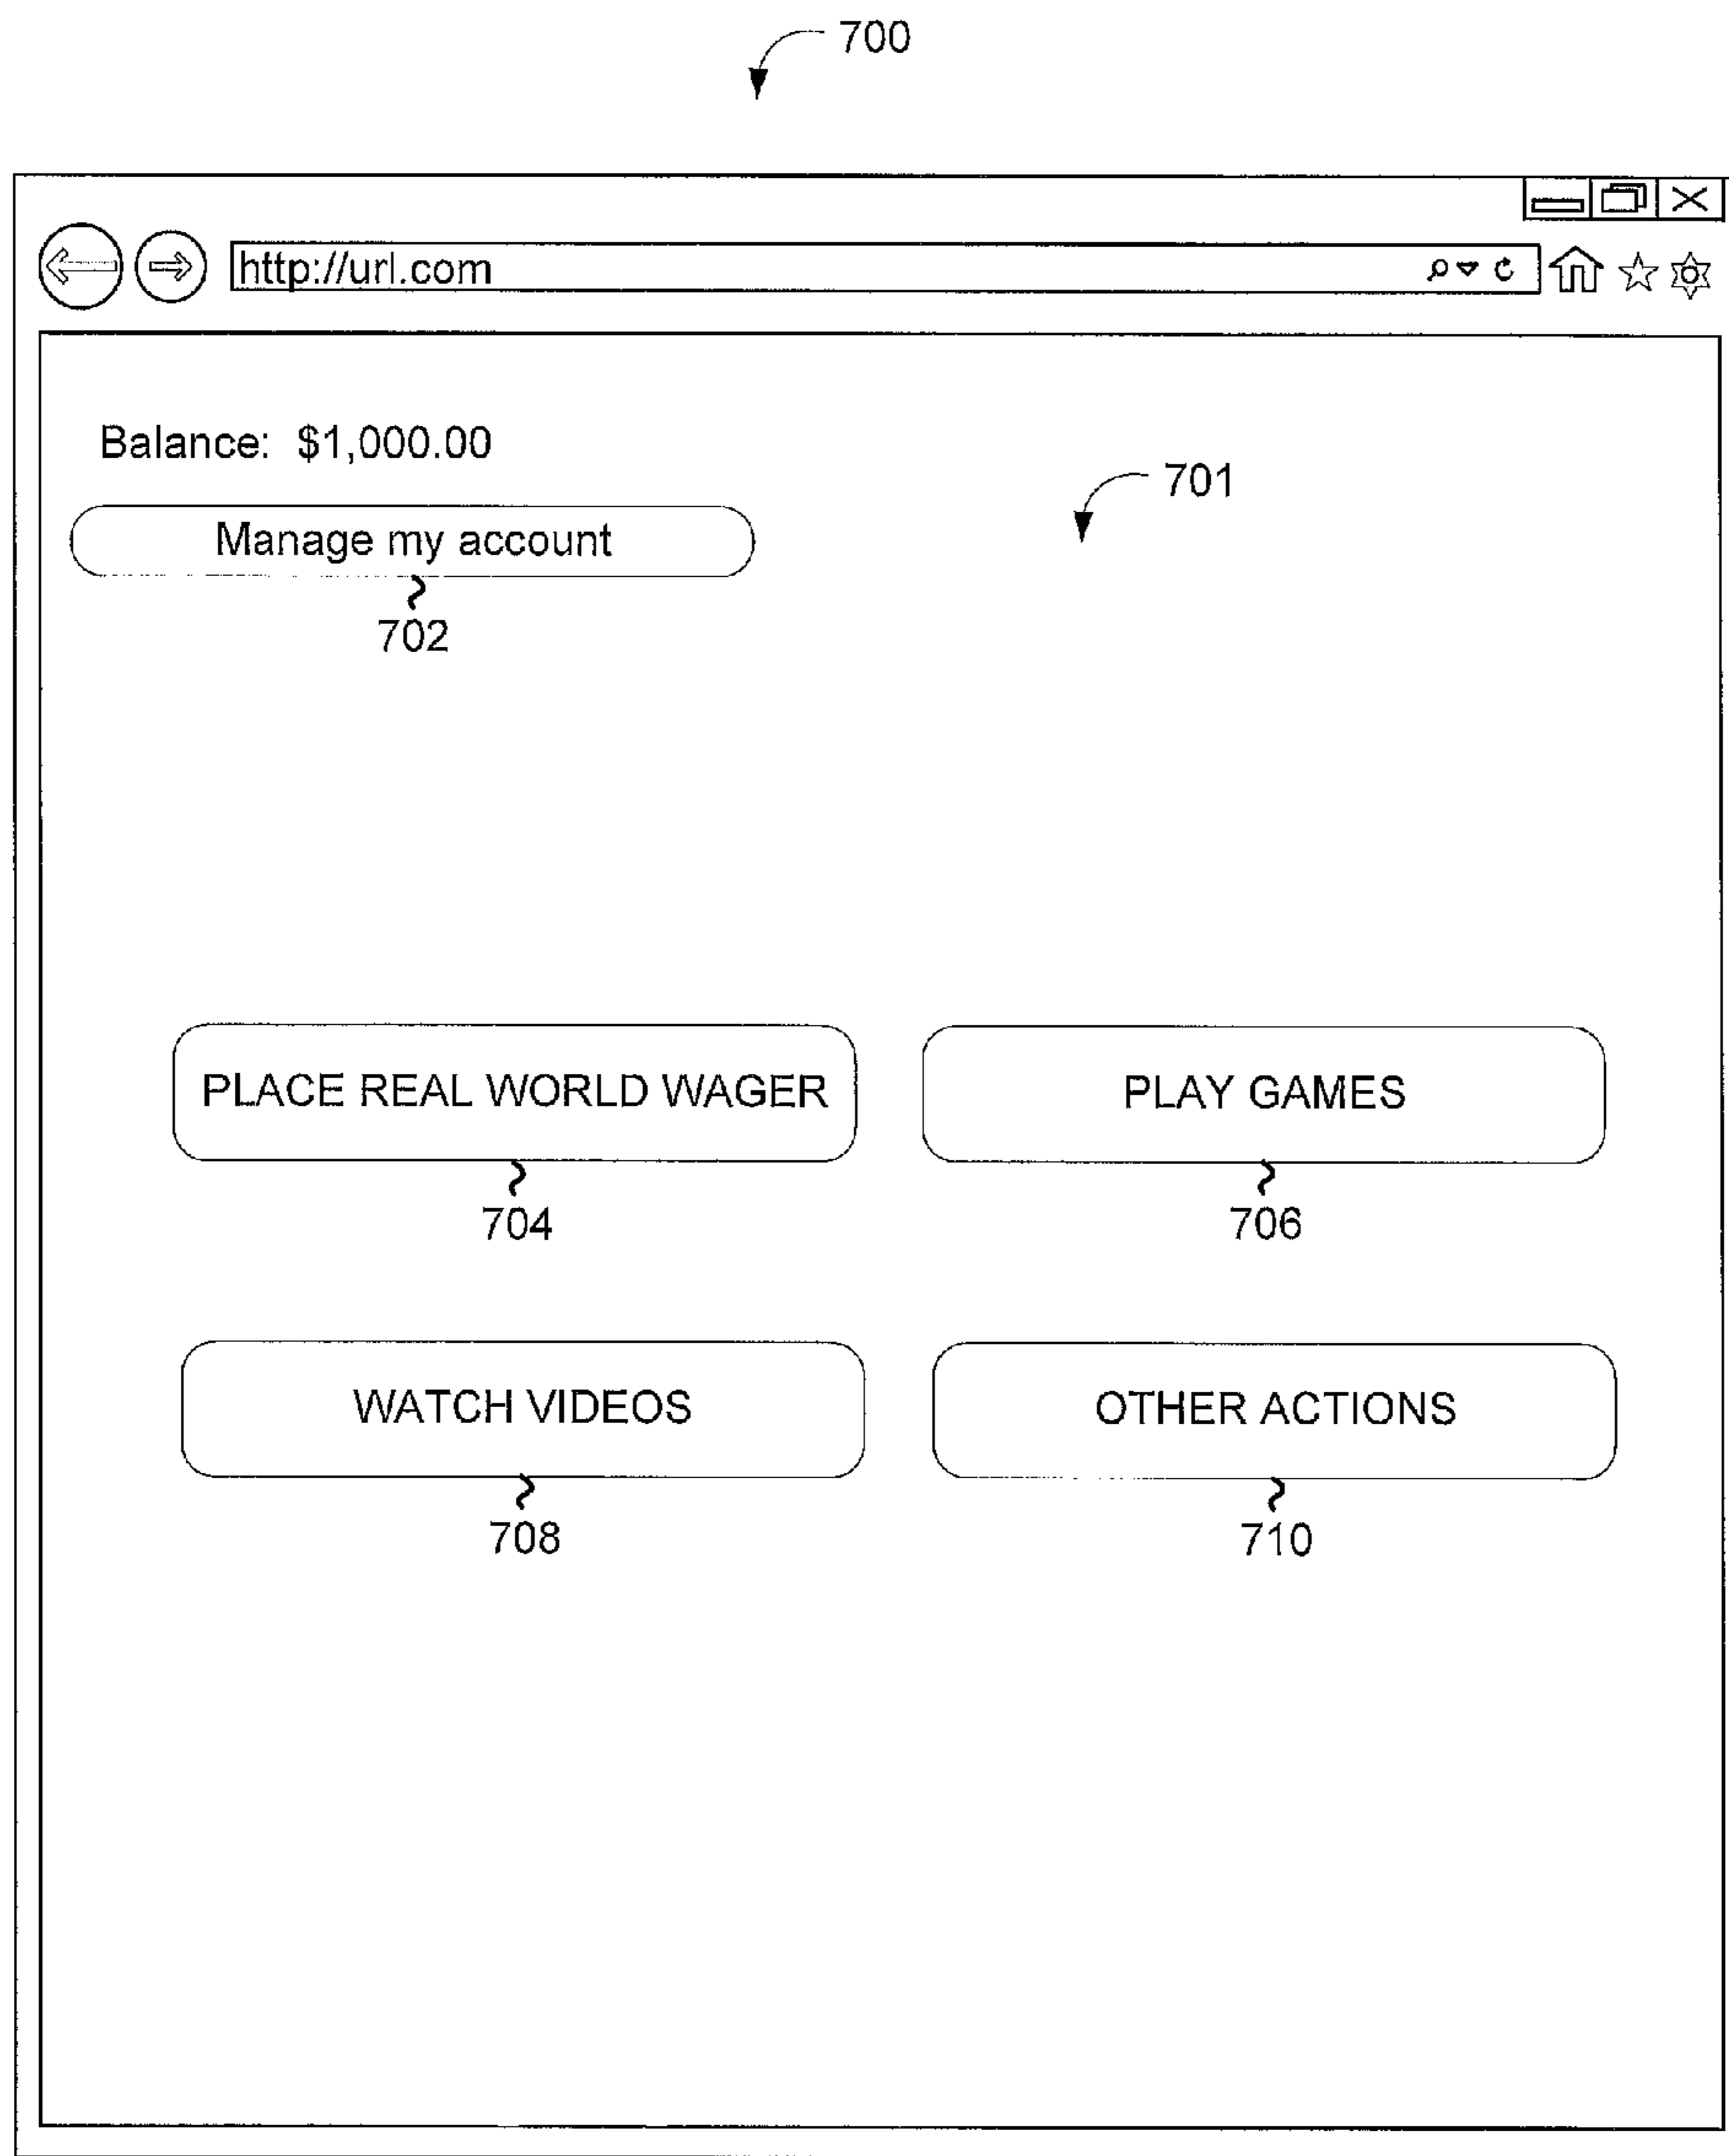 700
http://url.com
Balance: $1,000.00
701
Manage my account
702
PLACE REAL WORLD WAGER
PLAY GAMES
704
706
WATCH VIDEOS
OTHER ACTIONS
708
710